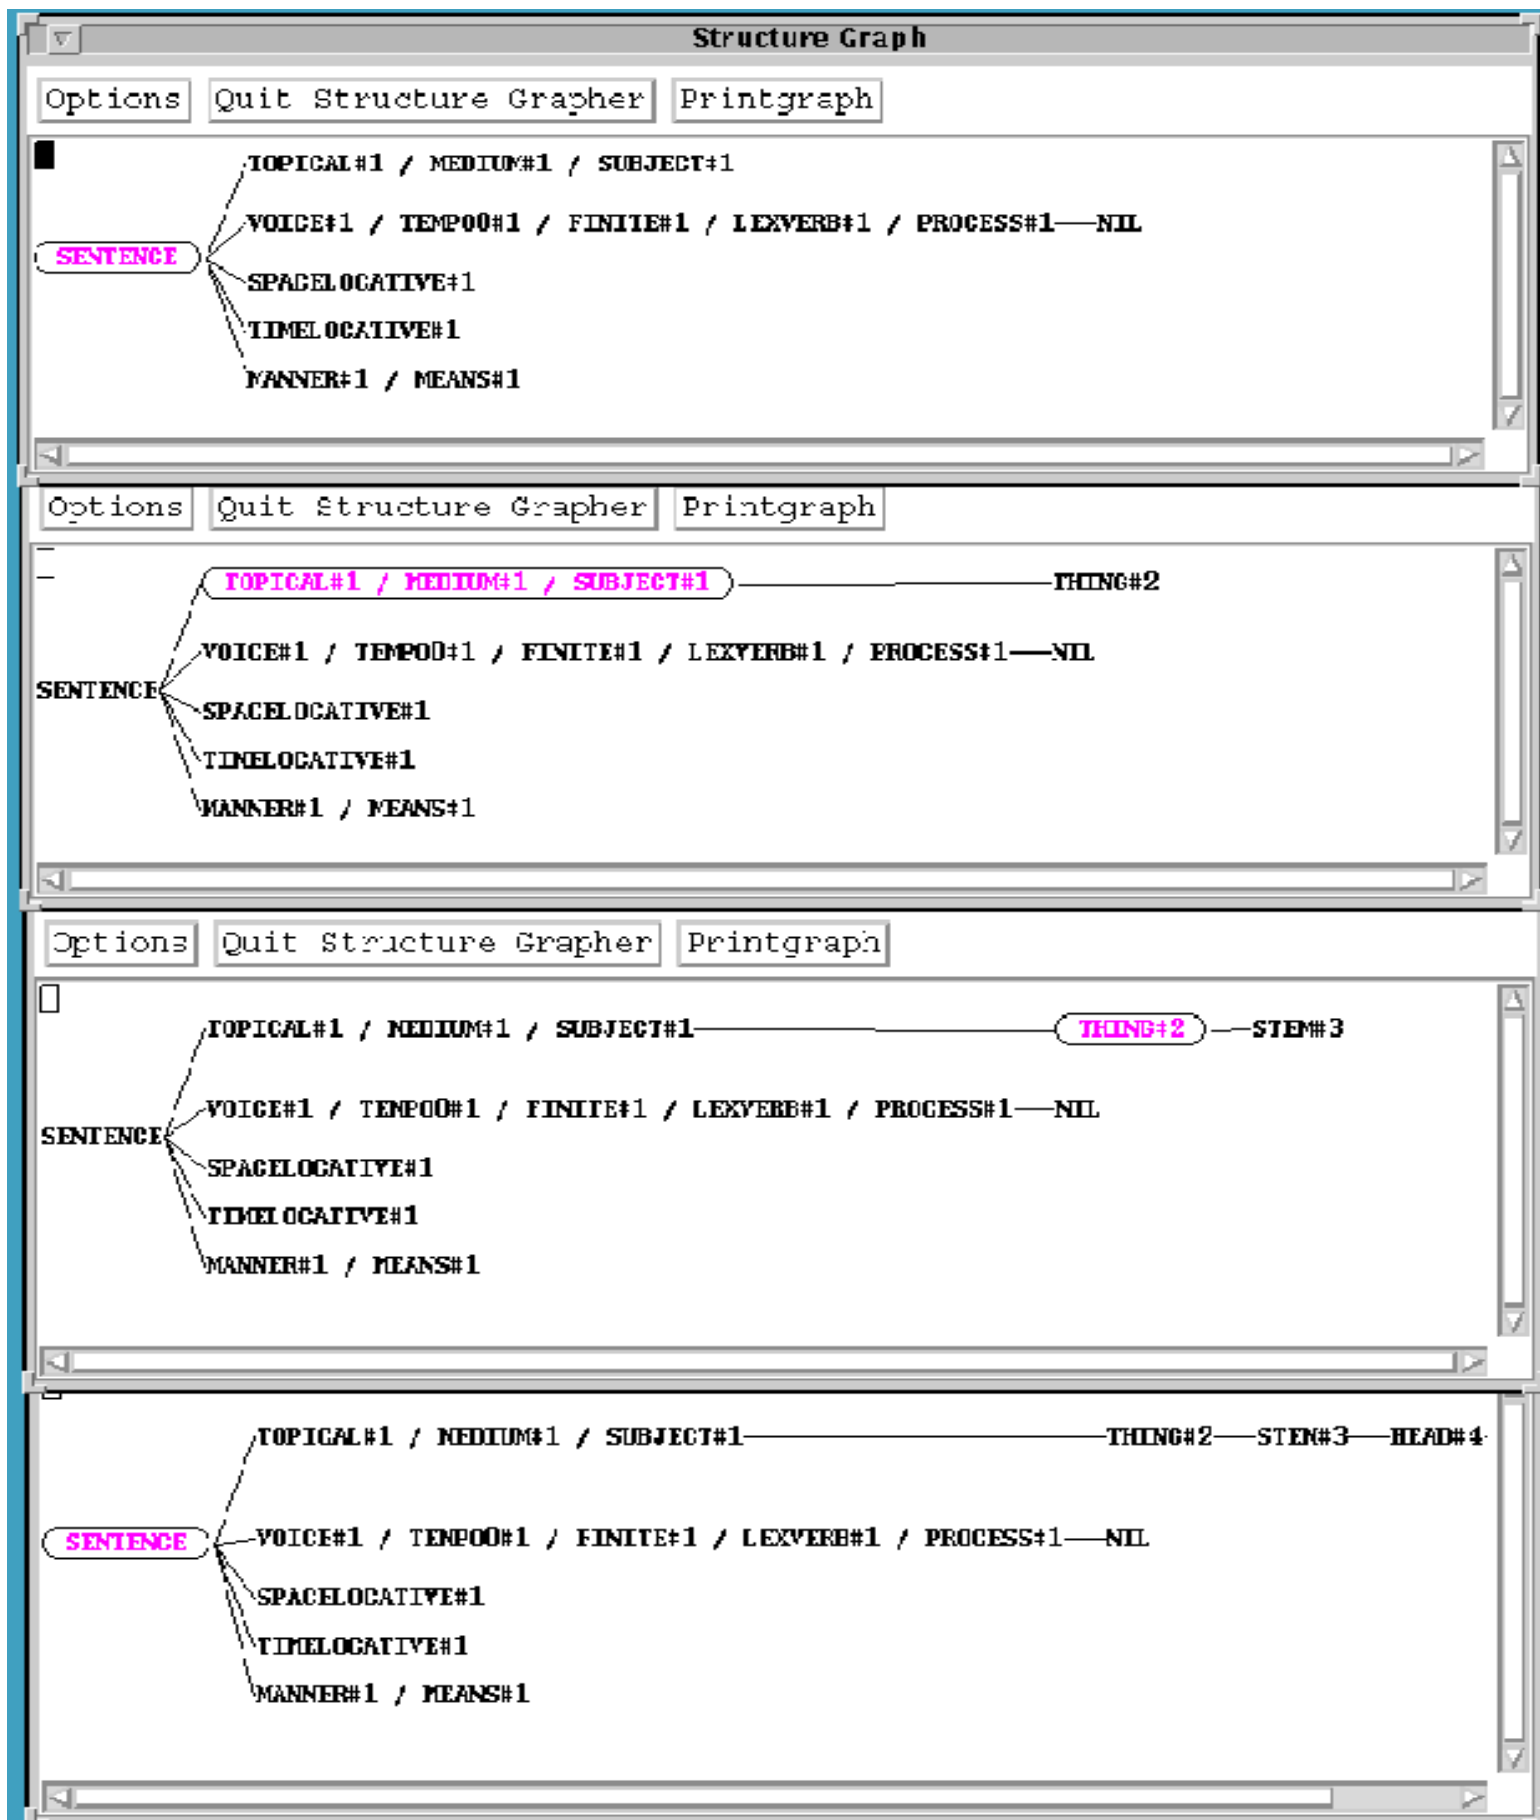 Structure Graph
Options Quit Structure Grapher Printgraph
TOPICAL#1 / MEDIUM#1 / SUBJECT#1
VOICE#1 / TEMPO0#1 / FINITE#1 / LEXVERB#1 / PROCESS#1 NIL
SENTENCE
SPACELOCATIVE#1
TIMELOCATIVE#1
MANNER#1 / MEANS#1
Options Quit Structure Grapher Printgraph
TOPICAL#1 / MEDIUM#1 / SUBJECT#1 THING#2
VOICE#1 / TEMPO0#1 / FINITE#1 / LEXVERB#1 / PROCESS#1 NIL
SENTENCE
SPACELOCATIVE#1
TIMELOCATIVE#1
MANNER#1 / MEANS#1
Options Quit Structure Grapher Printgraph
TOPICAL#1 / MEDIUM#1 / SUBJECT#1 THING#2 STEM#3
VOICE#1 / TEMPO0#1 / FINITE#1 / LEXVERB#1 / PROCESS#1 NIL
SENTENCE
SPACELOCATIVE#1
TIMELOCATIVE#1
MANNER#1 / MEANS#1
TOPICAL#1 / MEDIUM#1 / SUBJECT#1 THING#2 STEM#3 HEAD#4
VOICE#1 / TEMPO0#1 / FINITE#1 / LEXVERB#1 / PROCESS#1 NIL
SENTENCE
SPACELOCATIVE#1
TIMELOCATIVE#1
MANNER#1 / MEANS#1